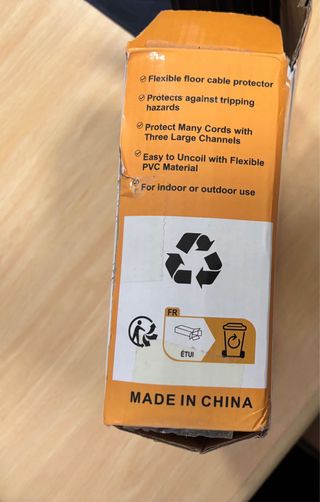 Flexible floor cable protector
Protects against tripping
hazards
Protect Many Cords with
Three Large Channels
Easy to Uncoil with Flexible
PVC Material
For indoor or outdoor use
FR
ÉTUI
MADE IN CHINA